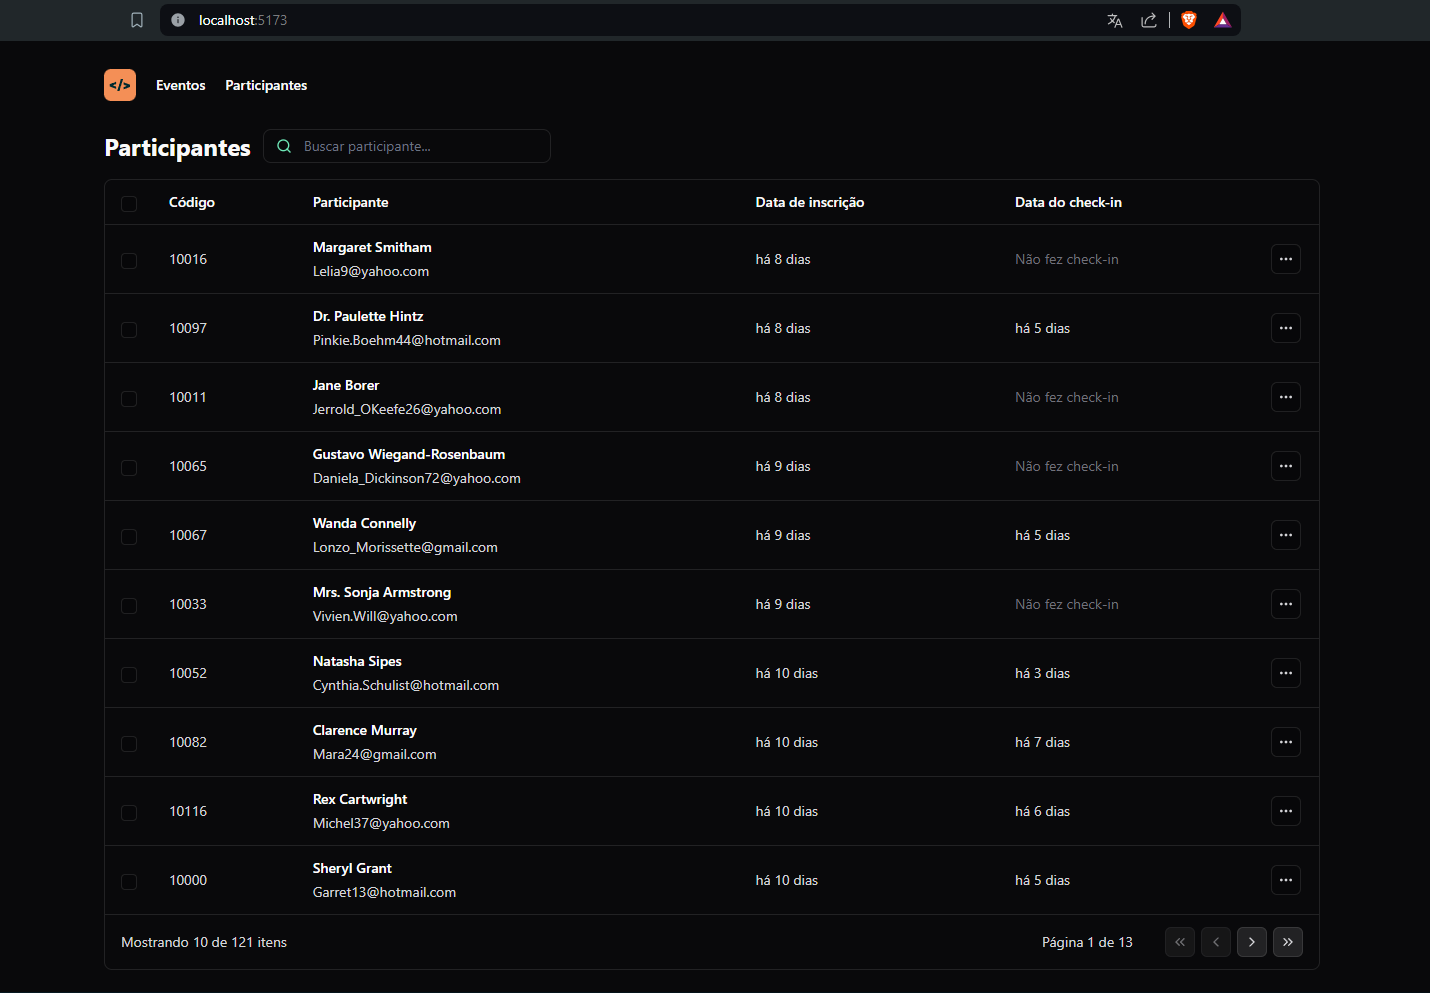 localhost:5173
</> Eventos Participantes
Participantes Buscar participante...
Código Participante Data de inscrição Data do check-in
Margaret Smitham
10016 há 8 dias Não fez check-in
Lelia9@yahoo.com
Dr. Paulette Hintz
10097 há 8 dias há 5 dias
Pinkie.Boehm44@hotmail.com
Jane Borer
10011 há 8 dias Não fez check-in
Jerrold_OKeefe26@yahoo.com
Gustavo Wiegand-Rosenbaum
10065 há 9 dias Não fez check-in
Daniela_Dickinson72@yahoo.com
Wanda Connelly
10067 há 9 dias há 5 dias
Lonzo_Morissette@gmail.com
Mrs. Sonja Armstrong
10033 há 9 dias Não fez check-in
Vivien.Will@yahoo.com
Natasha Sipes
10052 há 10 dias há 3 dias
Cynthia.Schulist@hotmail.com
Clarence Murray
10082 há 10 dias há 7 dias
Mara24@gmail.com
Rex Cartwright
10116 há 10 dias há 6 dias
Michel37@yahoo.com
Sheryl Grant
10000 há 10 dias há 5 dias
Garret13@hotmail.com
Mostrando 10 de 121 itens Página 1 de 13